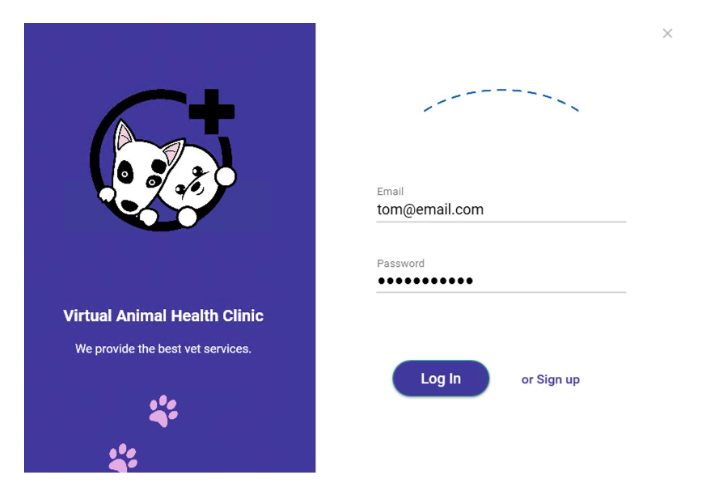 Virtual Animal Health Clinic
We provide the best vet services.
Email
tom@email.com
Password
•••••••••••
Log In
or Sign up